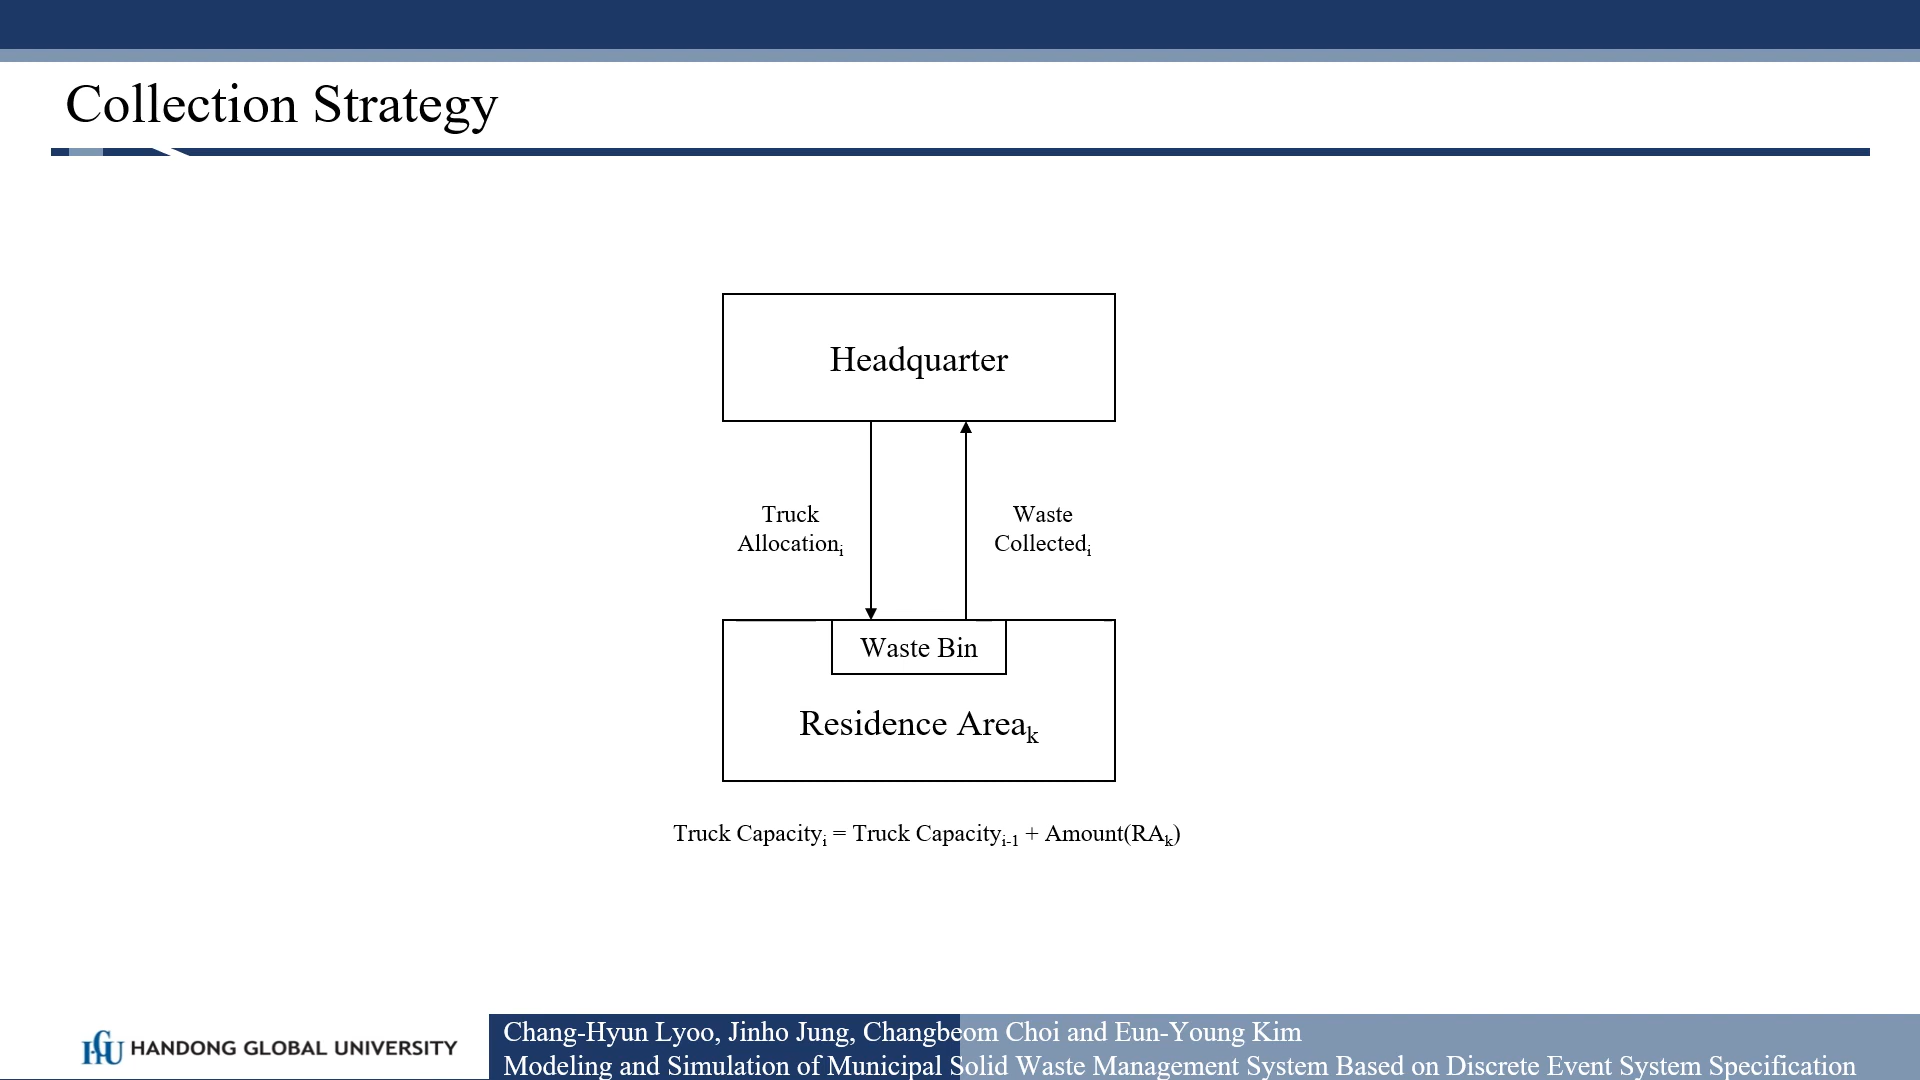 Collection Strategy
Headquarter
Truck
Allocationᵢ
Waste
Collectedᵢ
Waste Bin
Residence Areaₖ
Truck Capacityᵢ = Truck Capacityᵢ₋₁ + Amount(RAₖ)
HGU HANDONG GLOBAL UNIVERSITY
Chang-Hyun Lyoo, Jinho Jung, Changbeom Choi and Eun-Young Kim
Modeling and Simulation of Municipal Solid Waste Management System Based on Discrete Event System Specification